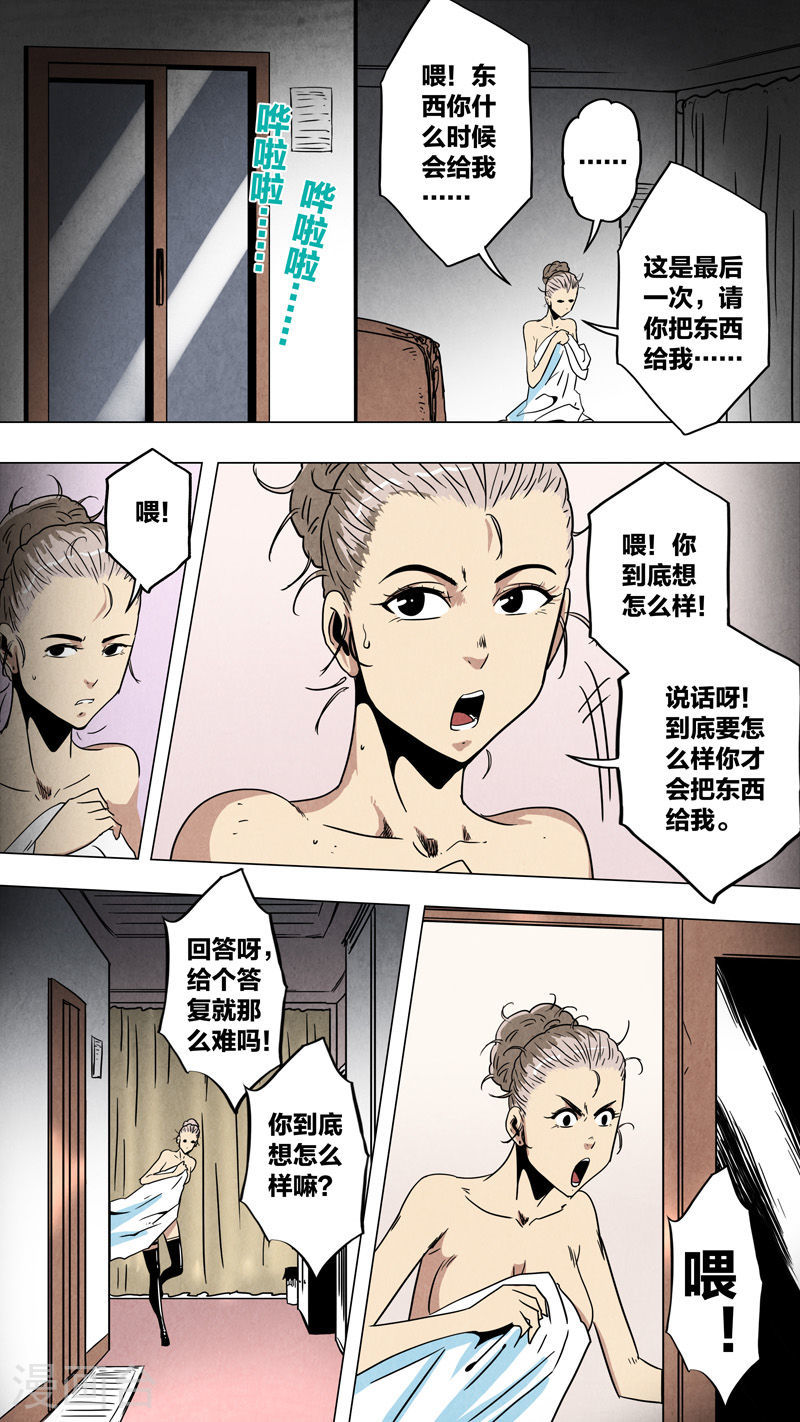 哗
啦
啦
……
哗
啦
啦
……
喂！东
西你什
么时候
会给我
……
……
这是最后
一次，请
你把东西
给我……
喂！
喂！你
到底想
怎么样！
说话呀！
到底要怎
么样你才
会把东西
给我。
回答呀，
给个答
复就那
么难吗！
你到底
想怎么
样嘛？
喂
！
漫画台